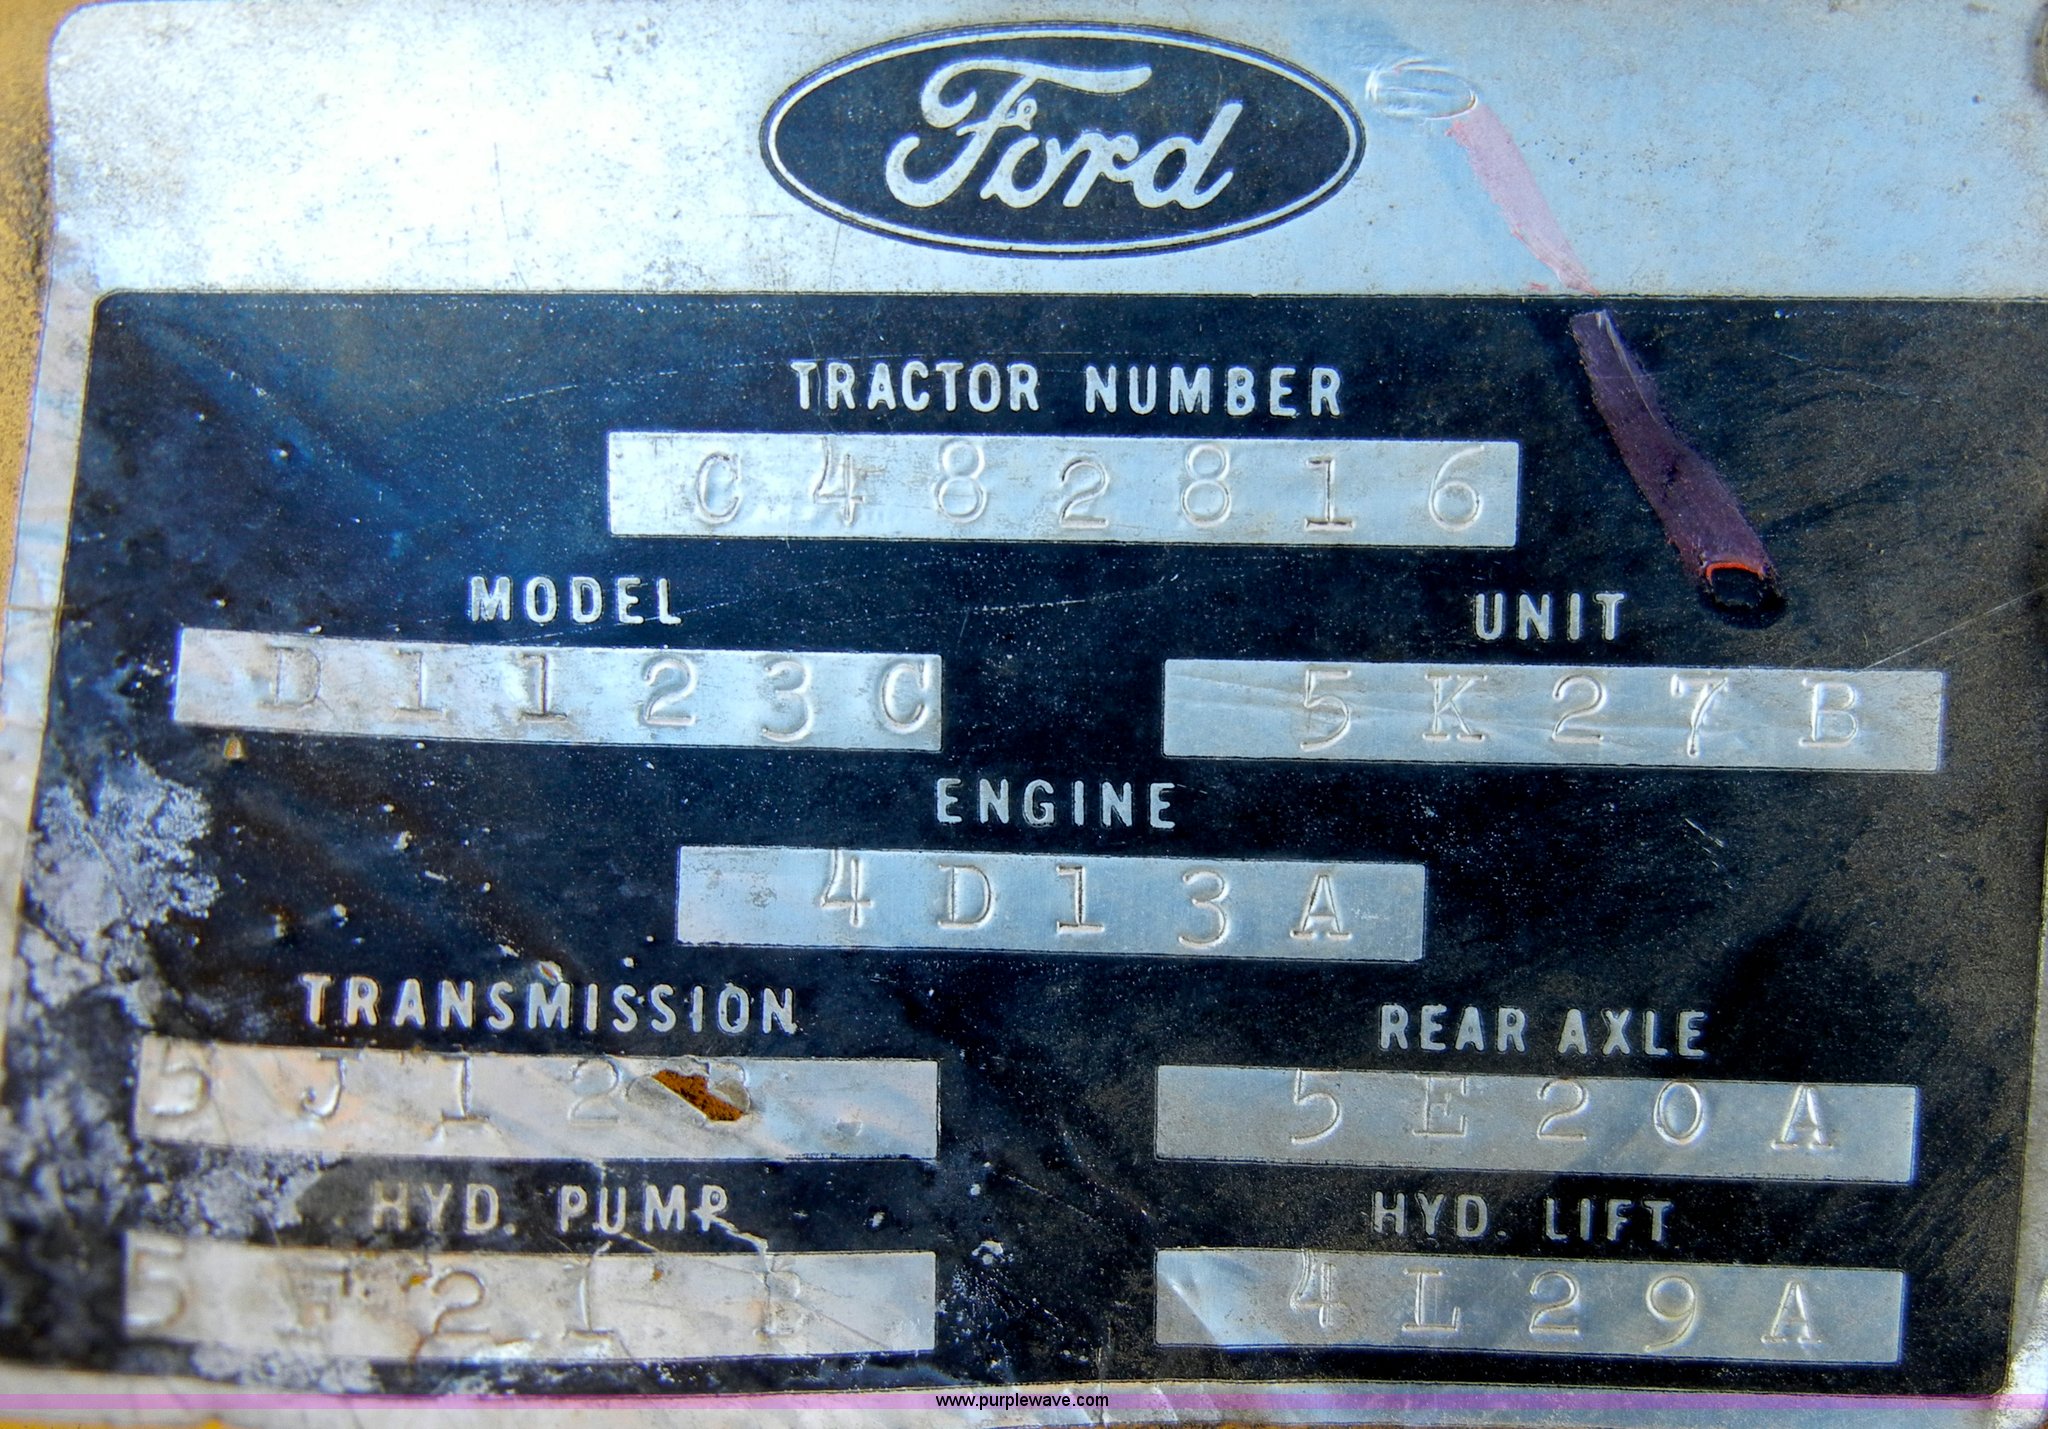 Ford
TRACTOR NUMBER
C482816
MODEL UNIT
D1123C 5K27B
ENGINE
4D13A
TRANSMISSION REAR AXLE
5E20A
HYD. PUMP HYD. LIFT
4L29A
www.purplewave.com